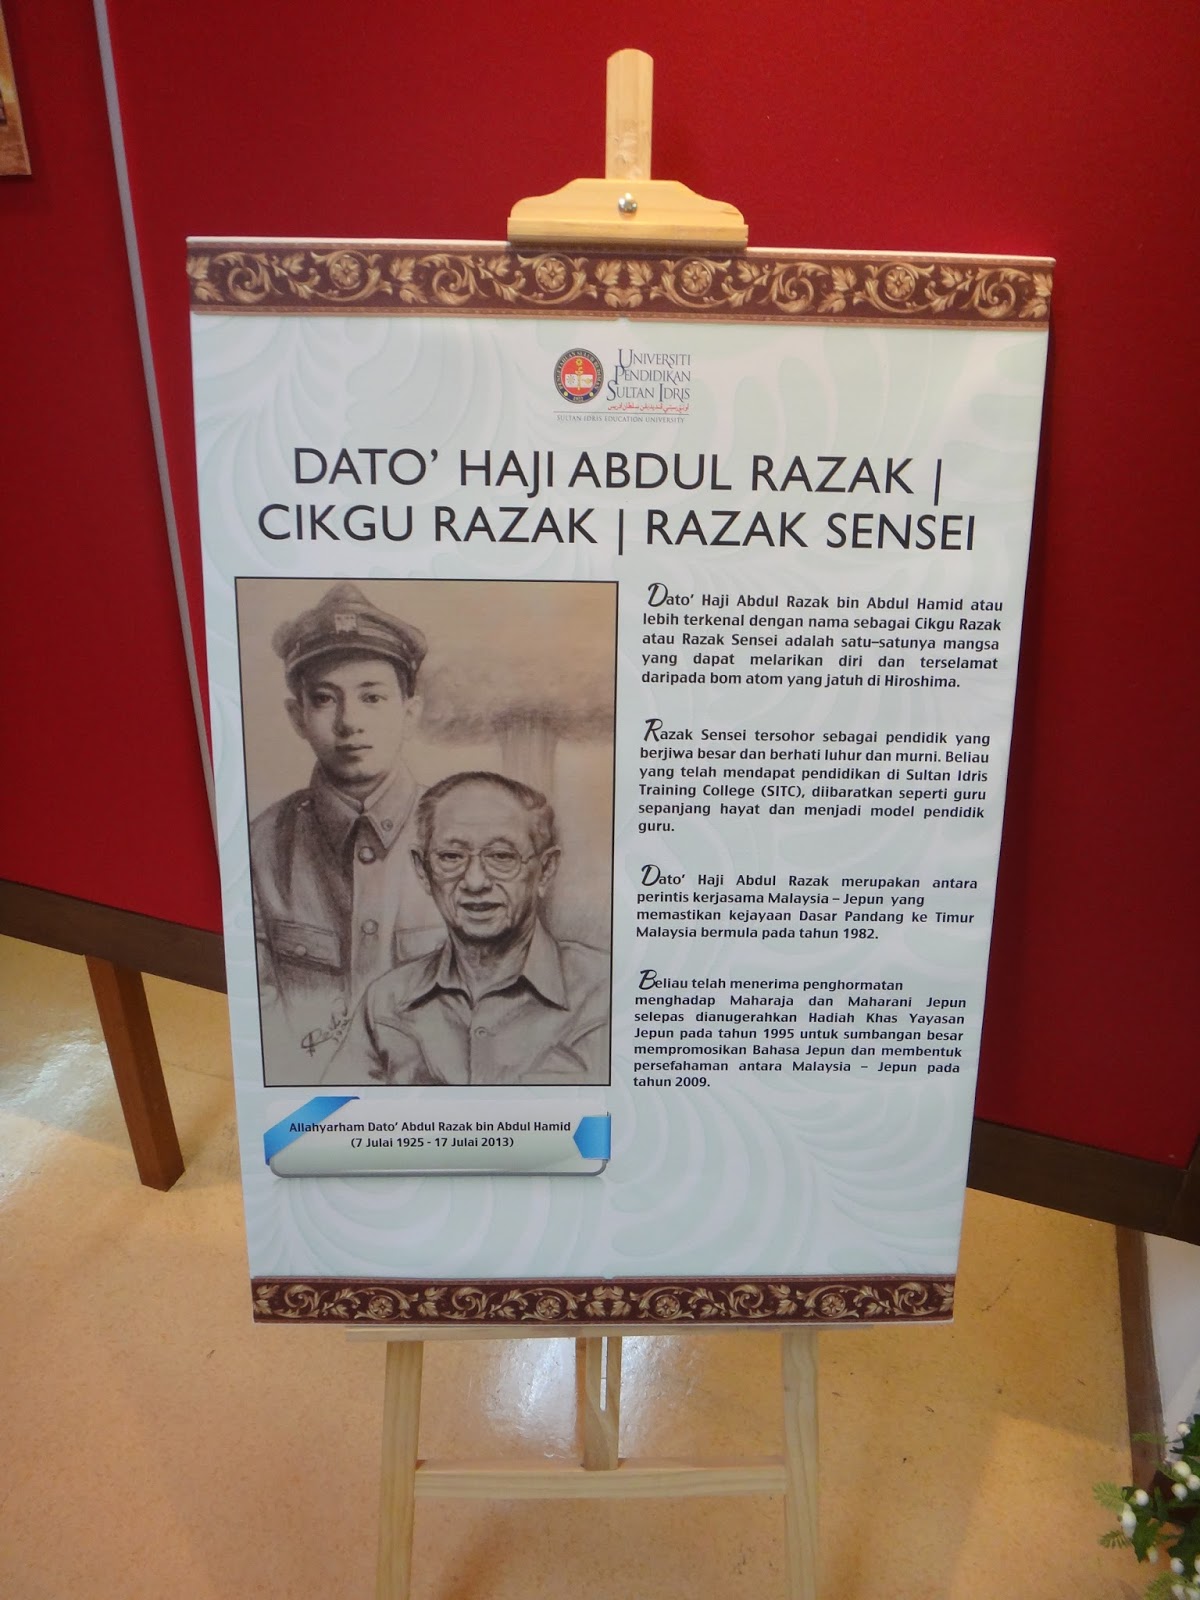 UNIVERSITI
PENDIDIKAN
SULTAN IDRIS
اونيورسيتي ڤنديديقن سلطان ادريس
SULTAN IDRIS EDUCATION UNIVERSITY
DATO’ HAJI ABDUL RAZAK |
CIKGU RAZAK | RAZAK SENSEI
Dato’ Haji Abdul Razak bin Abdul Hamid atau
lebih terkenal dengan nama sebagai Cikgu Razak
atau Razak Sensei adalah satu–satunya mangsa
yang dapat melarikan diri dan terselamat
daripada bom atom yang jatuh di Hiroshima.
Razak Sensei tersohor sebagai pendidik yang
berjiwa besar dan berhati luhur dan murni. Beliau
yang telah mendapat pendidikan di Sultan Idris
Training College (SITC), diibaratkan seperti guru
sepanjang hayat dan menjadi model pendidik
guru.
Dato’ Haji Abdul Razak merupakan antara
perintis kerjasama Malaysia – Jepun yang
memastikan kejayaan Dasar Pandang ke Timur
Malaysia bermula pada tahun 1982.
Beliau telah menerima penghormatan
menghadap Maharaja dan Maharani Jepun
selepas dianugerahkan Hadiah Khas Yayasan
Jepun pada tahun 1995 untuk sumbangan besar
mempromosikan Bahasa Jepun dan membentuk
persefahaman antara Malaysia – Jepun pada
tahun 2009.
Allahyarham Dato’ Abdul Razak bin Abdul Hamid
(7 Julai 1925 - 17 Julai 2013)